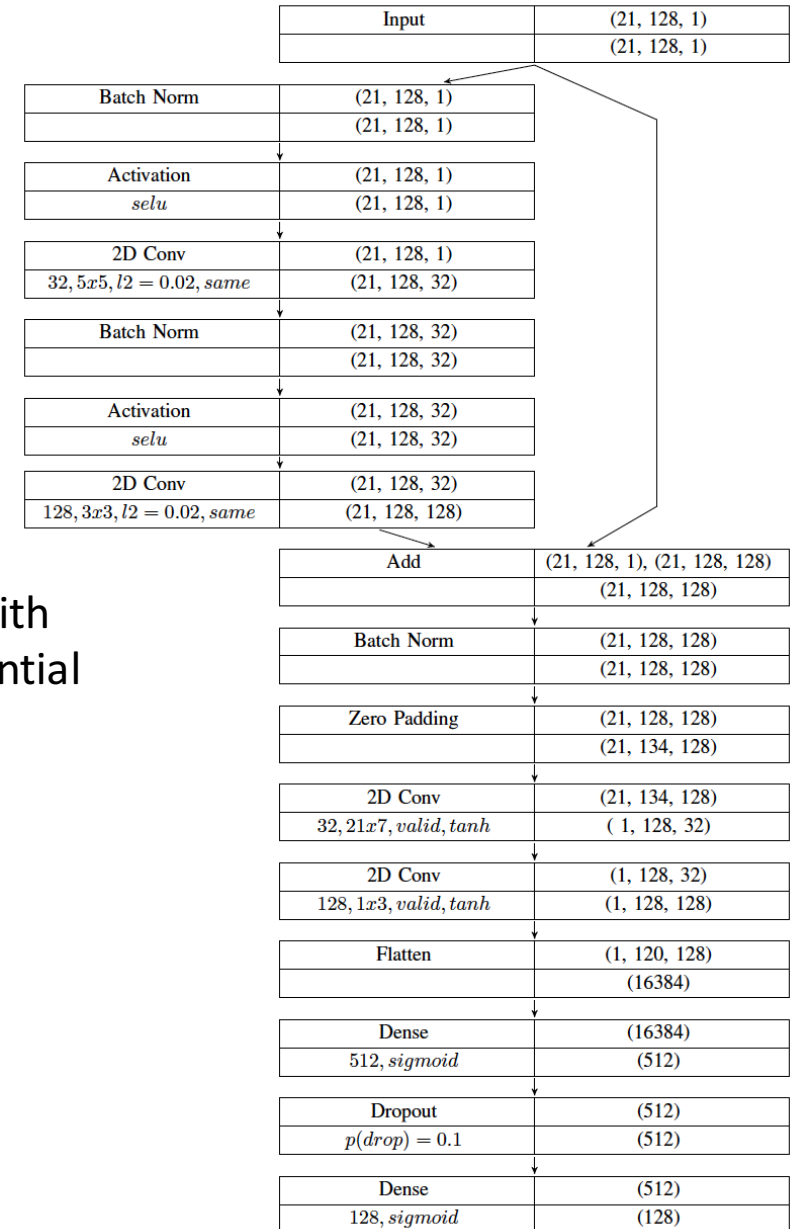 Input (21, 128, 1)
(21, 128, 1)
Batch Norm (21, 128, 1)
(21, 128, 1)
Activation (21, 128, 1)
selu (21, 128, 1)
2D Conv (21, 128, 1)
32, 5x5, l2 = 0.02, same (21, 128, 32)
Batch Norm (21, 128, 32)
(21, 128, 32)
Activation (21, 128, 32)
selu (21, 128, 32)
2D Conv (21, 128, 32)
128, 3x3, l2 = 0.02, same (21, 128, 128)
ith
ntial
Add (21, 128, 1), (21, 128, 128)
(21, 128, 128)
Batch Norm (21, 128, 128)
(21, 128, 128)
Zero Padding (21, 128, 128)
(21, 134, 128)
2D Conv (21, 134, 128)
32, 21x7, valid, tanh ( 1, 128, 32)
2D Conv (1, 128, 32)
128, 1x3, valid, tanh (1, 128, 128)
Flatten (1, 120, 128)
(16384)
Dense (16384)
512, sigmoid (512)
Dropout (512)
p(drop) = 0.1 (512)
Dense (512)
128, sigmoid (128)